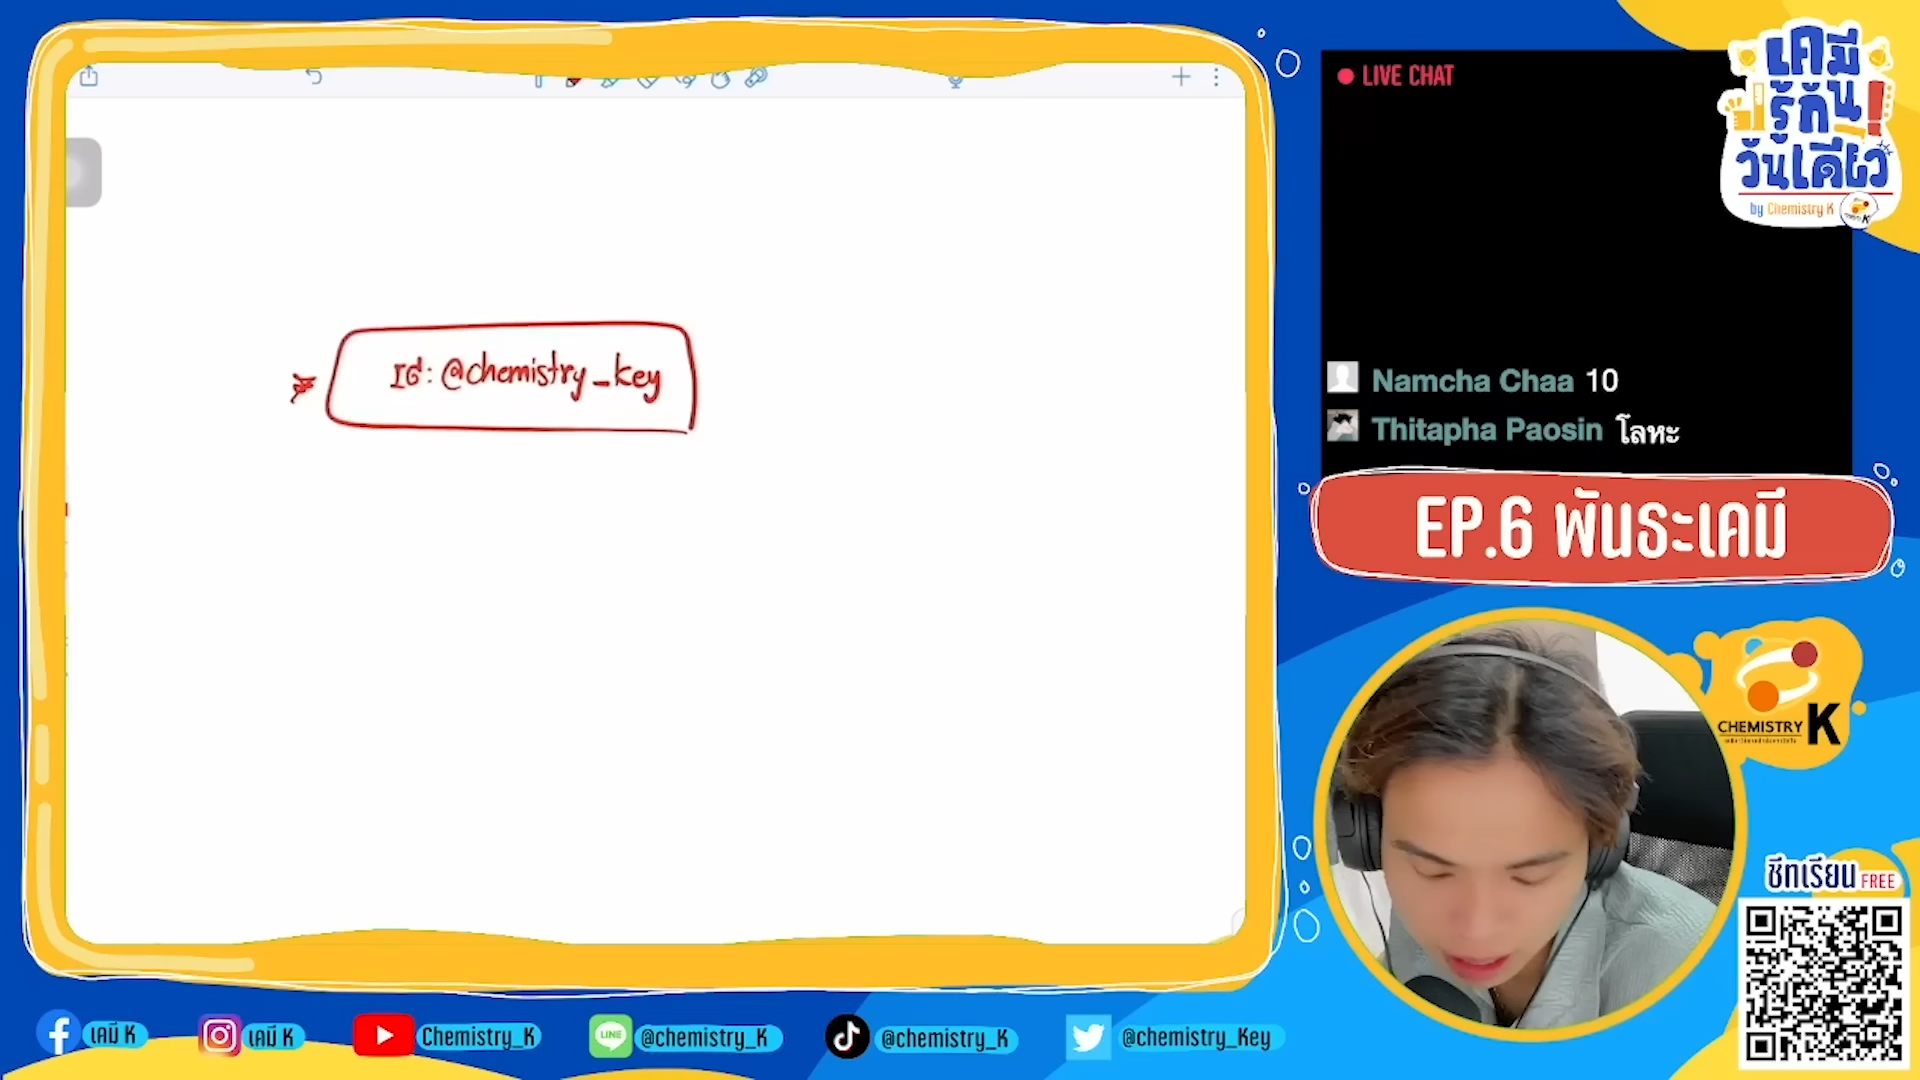 Id: @chemistry_key
LIVE CHAT
Namcha Chaa 10
Thitapha Paosin โลหะ
เคมี
รู้กัน!
วันเดียว
by Chemistry K
EP.6 พันธะเคมี
CHEMISTRY K
ชีทเรียน FREE
เคมี K
เคมี K
Chemistry_K
LINE
@chemistry_K
@chemistry_K
@chemistry_Key